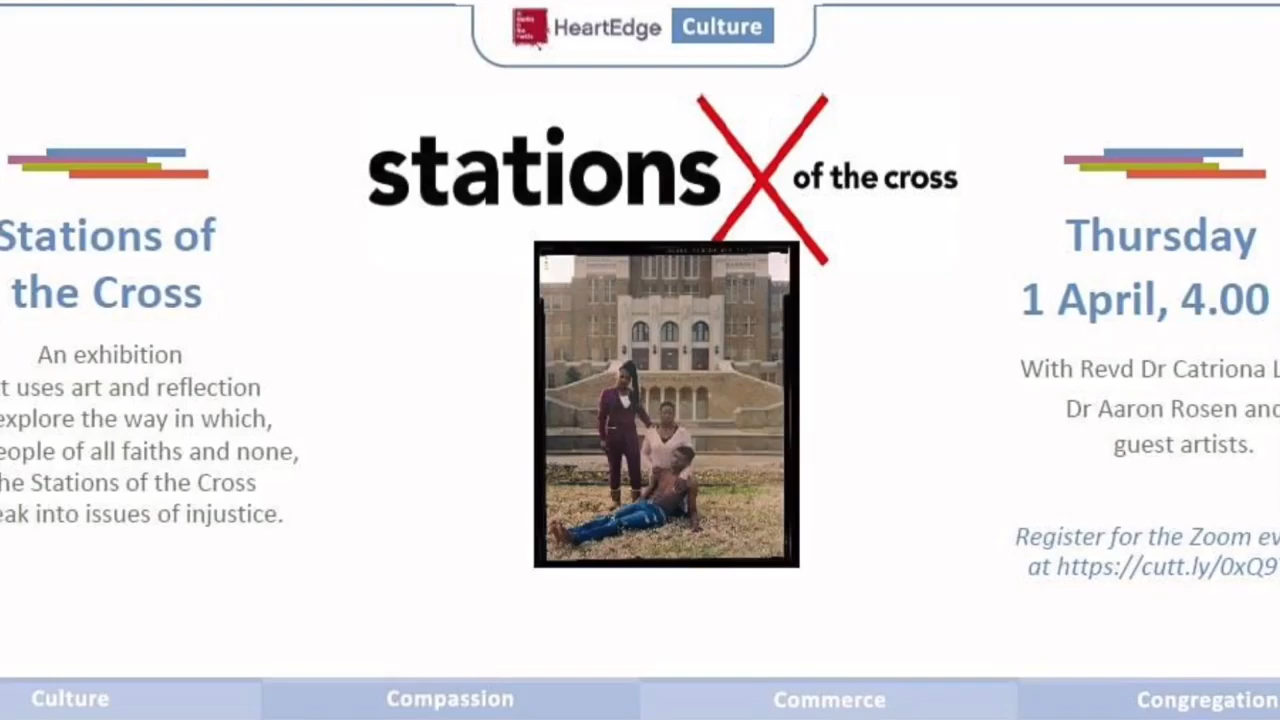 HeartEdge Culture
stations of the cross
Stations of
the Cross
An exhibition
t uses art and reflection
explore the way in which,
eople of all faiths and none,
he Stations of the Cross
eak into issues of injustice.
Thursday
1 April, 4.00
With Revd Dr Catriona L
Dr Aaron Rosen and
guest artists.
Register for the Zoom ev
at https://cutt.ly/0xQ9
Culture Compassion Commerce Congregation